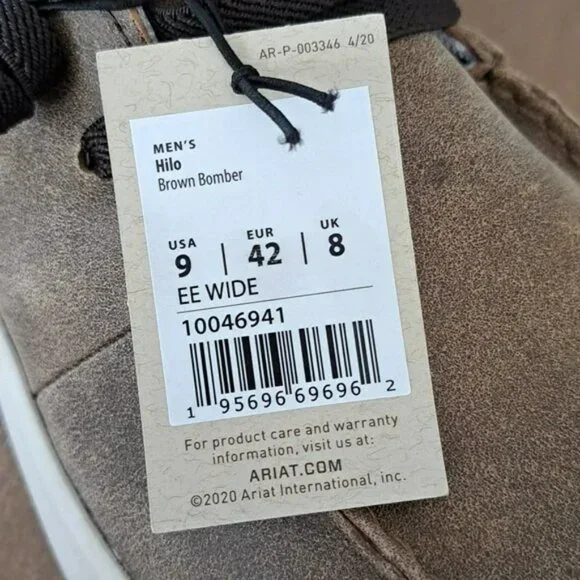 AR-P-003346 4/20
MEN'S
Hilo
Brown Bomber
USA EUR UK
9 | 42 | 8
EE WIDE
10046941
1 95696 69696 2
For product care and warranty
information, visit us at:
ARIAT.COM
©2020 Ariat International, inc.